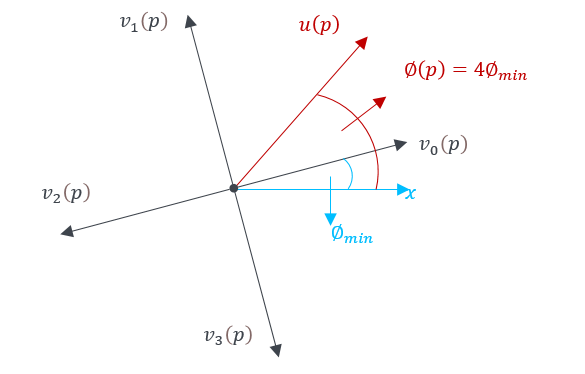 v₁(p)
u(p)
∅(p) = 4∅ₘᵢₙ
v₀(p)
v₂(p)
x
∅ₘᵢₙ
v₃(p)